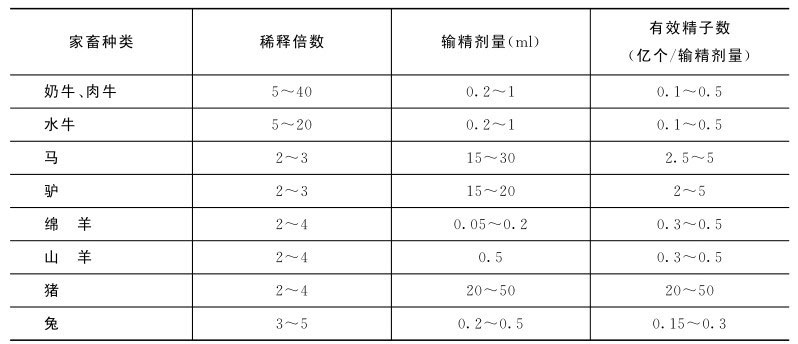 家畜种类 稀释倍数 输精剂量(ml) 有效精子数
(亿个/输精剂量)
奶牛、肉牛 5～40 0.2～1 0.1～0.5
水牛 5～20 0.2～1 0.1～0.5
马 2～3 15～30 2.5～5
驴 2～3 15～20 2～5
绵 羊 2～4 0.05～0.2 0.3～0.5
山 羊 2～4 0.5 0.3～0.5
猪 2～4 20～50 20～50
兔 3～5 0.2～0.5 0.15～0.3